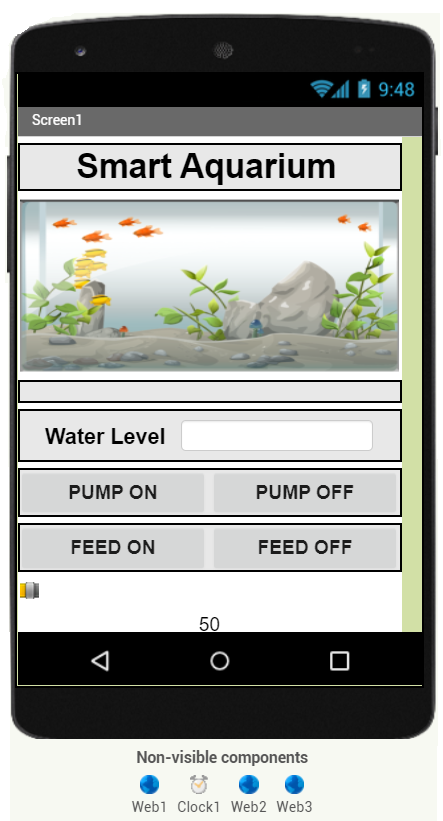 9:48
Screen1
Smart Aquarium
Water Level
PUMP ON PUMP OFF
FEED ON FEED OFF
50
Non-visible components
Web1 Clock1 Web2 Web3